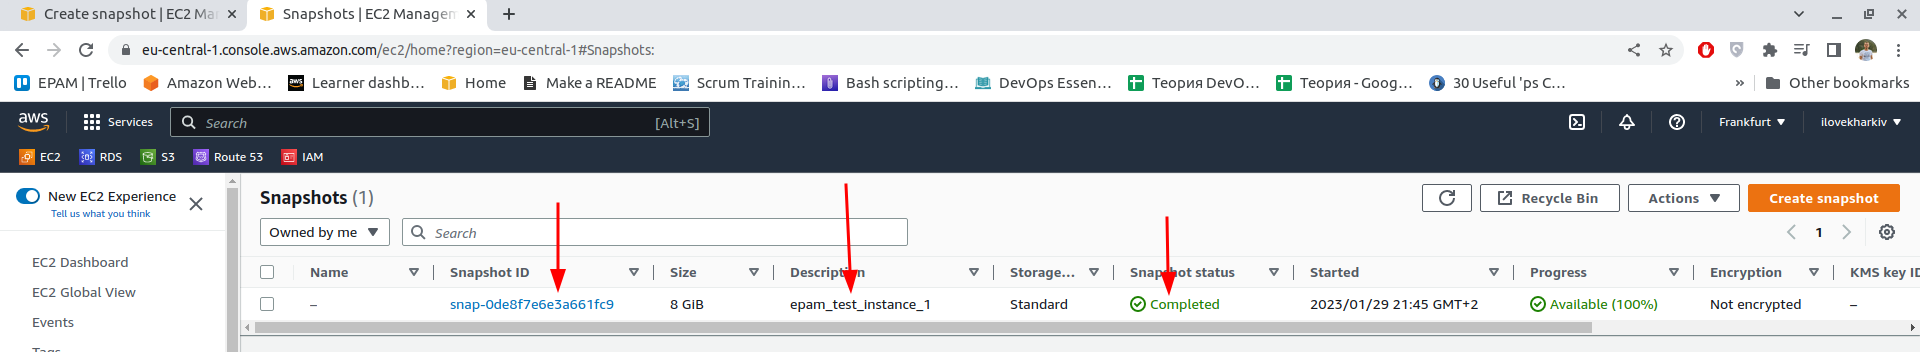 Create snapshot | EC2 Mar
Snapshots | EC2 Managem
eu-central-1.console.aws.amazon.com/ec2/home?region=eu-central-1#Snapshots:
EPAM | Trello
Amazon Web…
Learner dashb…
Home
Make a README
Scrum Trainin…
Bash scripting…
DevOps Essen…
Теория DevO…
Теория - Goog…
30 Useful 'ps C…
»
Other bookmarks
aws
Services
Search
[Alt+S]
Frankfurt
ilovekharkiv
EC2
RDS
S3
Route 53
IAM
New EC2 Experience
Tell us what you think
EC2 Dashboard
EC2 Global View
Events
Tags
Snapshots (1)
Recycle Bin
Actions
Create snapshot
Owned by me
Search
1
Name
Snapshot ID
Size
Description
Storage...
Snapshot status
Started
Progress
Encryption
KMS key ID
–
snap-0de8f7e6e3a661fc9
8 GiB
epam_test_instance_1
Standard
Completed
2023/01/29 21:45 GMT+2
Available (100%)
Not encrypted
–